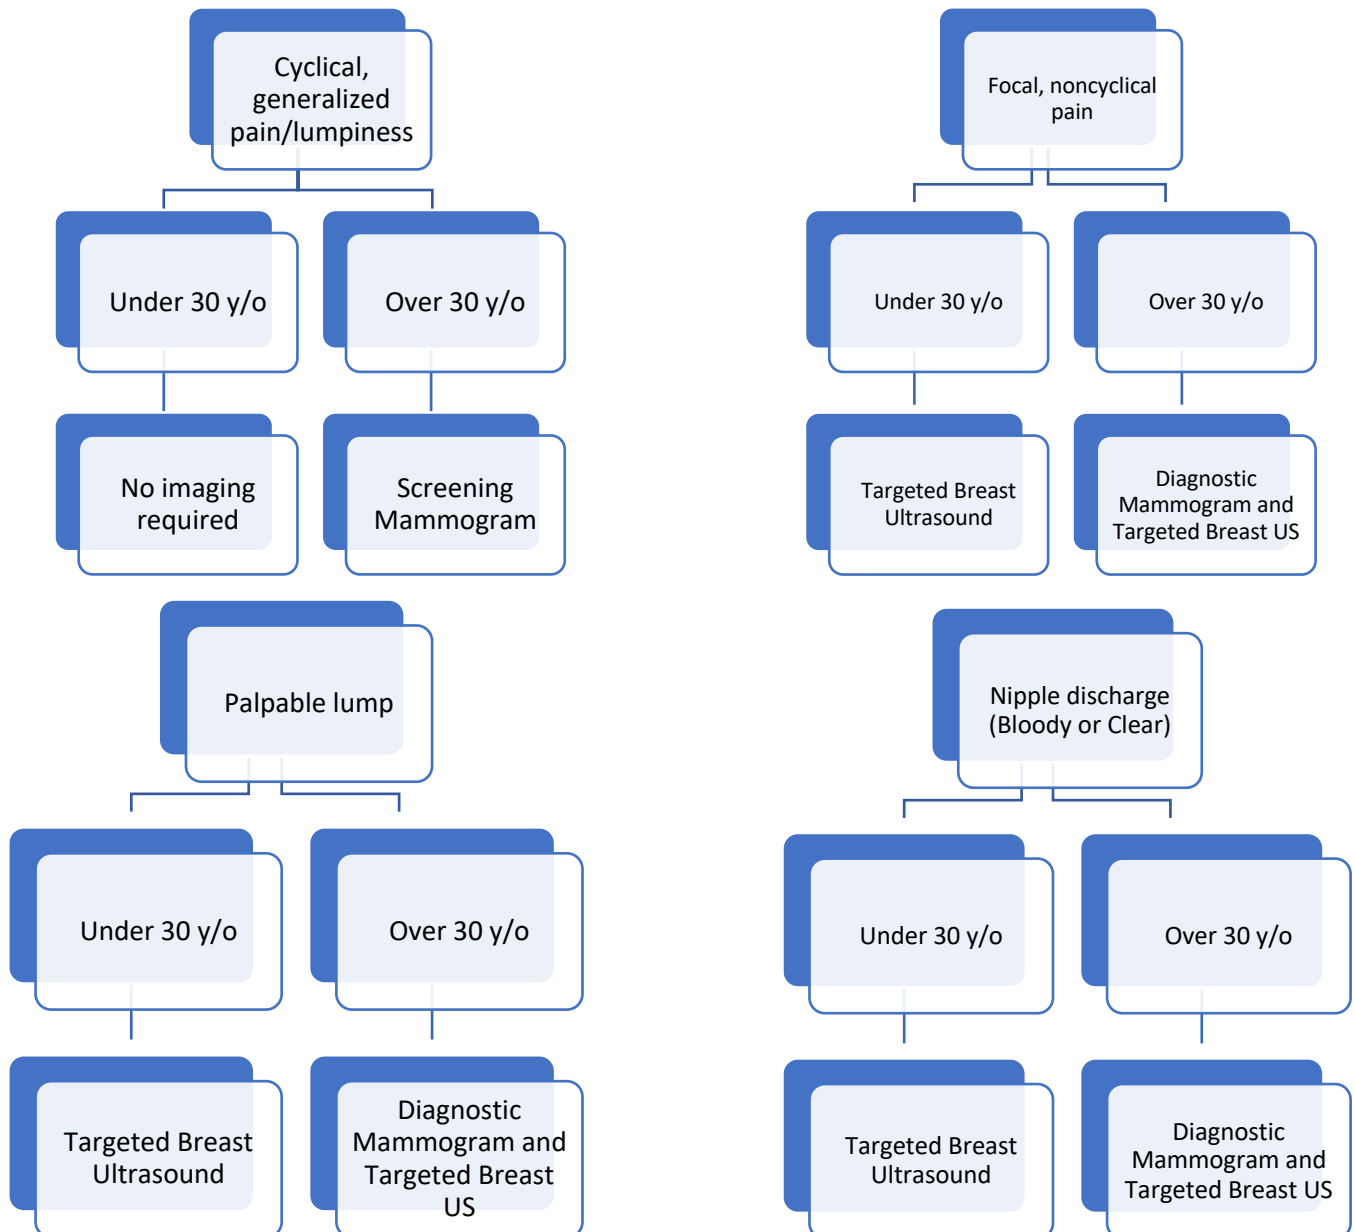 Cyclical,
generalized
pain/lumpiness
Under 30 y/o
Over 30 y/o
No imaging
required
Screening
Mammogram
Focal, noncyclical
pain
Under 30 y/o
Over 30 y/o
Targeted Breast
Ultrasound
Diagnostic
Mammogram and
Targeted Breast US
Palpable lump
Under 30 y/o
Over 30 y/o
Targeted Breast
Ultrasound
Diagnostic
Mammogram and
Targeted Breast
US
Nipple discharge
(Bloody or Clear)
Under 30 y/o
Over 30 y/o
Targeted Breast
Ultrasound
Diagnostic
Mammogram and
Targeted Breast US